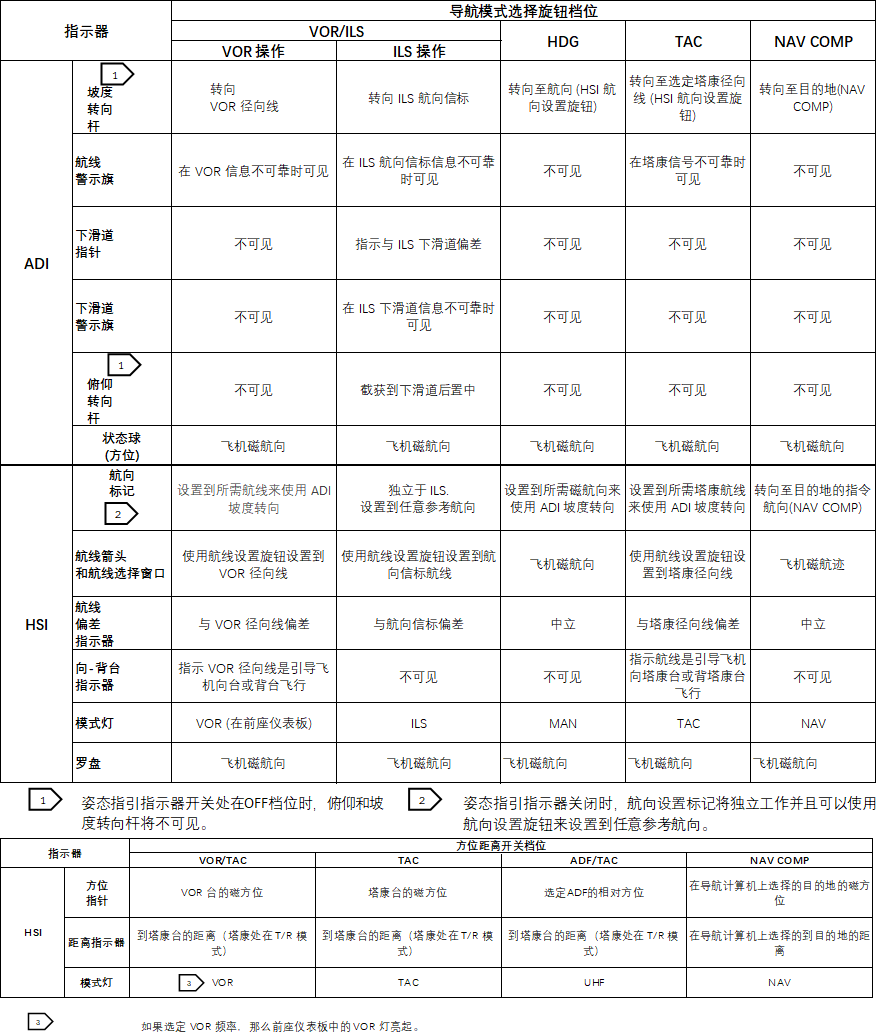 指示器
导航模式选择旋钮档位
VOR/ILS
HDG
TAC
NAV COMP
VOR 操作
ILS 操作
ADI
1
坡度
转向
杆
转向
VOR 径向线
转向 ILS 航向信标
转向至航向 (HSI 航
向设置旋钮)
转向至选定塔康径向
线 (HSI 航向设置旋
钮)
转向至目的地(NAV
COMP)
航线
警示旗
在 VOR 信息不可靠时可见
在 ILS 航向信标信息不可靠
时可见
不可见
在塔康信号不可靠时
可见
不可见
下滑道
指针
不可见
指示与 ILS 下滑道偏差
不可见
不可见
不可见
下滑道
警示旗
不可见
在 ILS 下滑道信息不可靠时
可见
不可见
不可见
不可见
1
俯仰
转向
杆
不可见
截获到下滑道后置中
不可见
不可见
不可见
状态球
(方位)
飞机磁航向
飞机磁航向
飞机磁航向
飞机磁航向
飞机磁航向
HSI
航向
标记
2
设置到所需航线来使用 ADI
坡度转向
独立于 ILS.
设置到任意参考航向
设置到所需磁航向来
使用 ADI 坡度转向
设置到所需塔康航线
来使用 ADI 坡度转向
转向至目的地的指令
航向(NAV COMP)
航线箭头
和航线选择窗口
使用航线设置旋钮设置到
VOR 径向线
使用航线设置旋钮设置到航
向信标航线
飞机磁航向
使用航线设置旋钮设
置到塔康径向线
飞机磁航迹
航线
偏差
指示器
与 VOR 径向线偏差
与航向信标偏差
中立
与塔康径向线偏差
中立
向-背台
指示器
指示 VOR 径向线是引导飞
机向台或背台飞行
不可见
不可见
指示航线是引导飞机
向塔康台或背塔康台
飞行
不可见
模式灯
VOR (在前座仪表板)
ILS
MAN
TAC
NAV
罗盘
飞机磁航向
飞机磁航向
飞机磁航向
飞机磁航向
飞机磁航向
1
姿态指引指示器开关处在OFF档位时，俯仰和坡
度转向杆将不可见。
2
姿态指引指示器关闭时，航向设置标记将独立工作并且可以使用
航向设置旋钮来设置到任意参考航向。
指示器
方位距离开关档位
VOR/TAC
TAC
ADF/TAC
NAV COMP
HSI
方位
指针
VOR 台的磁方位
塔康台的磁方位
选定ADF的相对方位
在导航计算机上选择的目的地的磁方
位
距离指示器
到塔康台的距离（塔康处在 T/R 模
式）
到塔康台的距离（塔康处在 T/R 模
式）
到塔康台的距离（塔康处在 T/R 模
式）
在导航计算机上选择的到目的地的距
离
模式灯
3
VOR
TAC
UHF
NAV
3
如果选定 VOR 频率，那么前座仪表板中的 VOR 灯亮起。